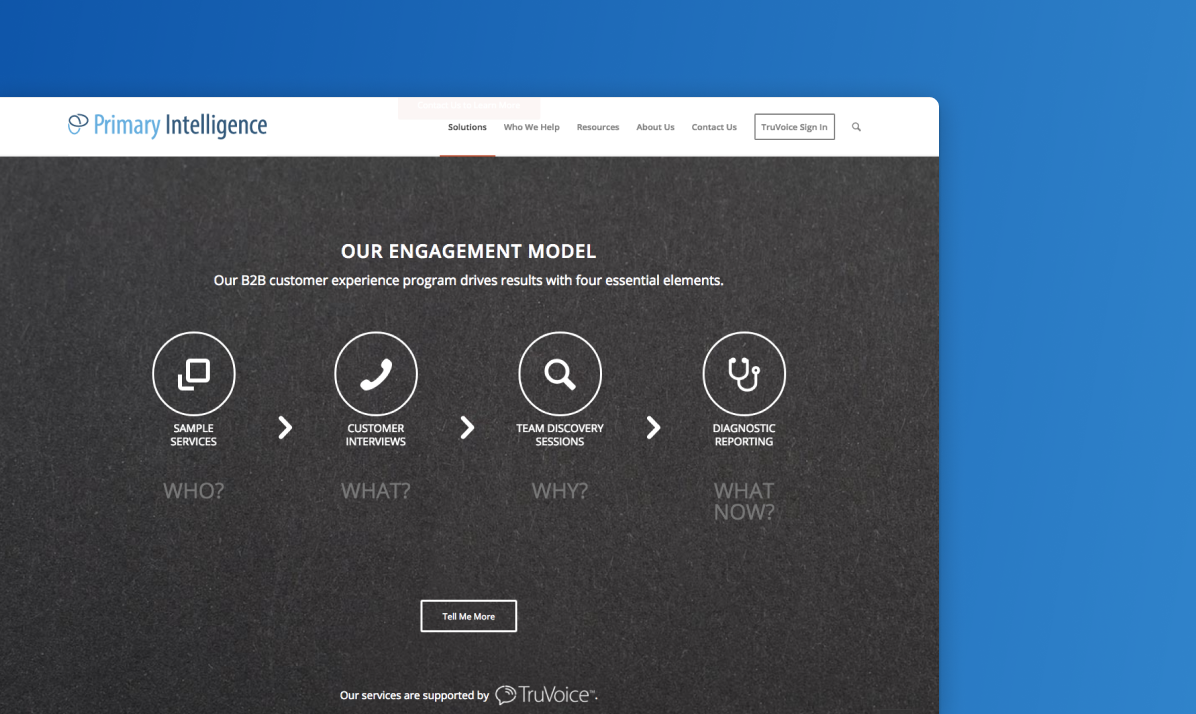 Primary Intelligence
Solutions
Who We Help
Resources
About Us
Contact Us
TruVoice Sign In
OUR ENGAGEMENT MODEL
Our B2B customer experience program drives results with four essential elements.
SAMPLE
SERVICES
CUSTOMER
INTERVIEWS
TEAM DISCOVERY
SESSIONS
DIAGNOSTIC
REPORTING
WHO?
WHAT?
WHY?
WHAT
NOW?
Tell Me More
Our services are supported by TruVoice™.